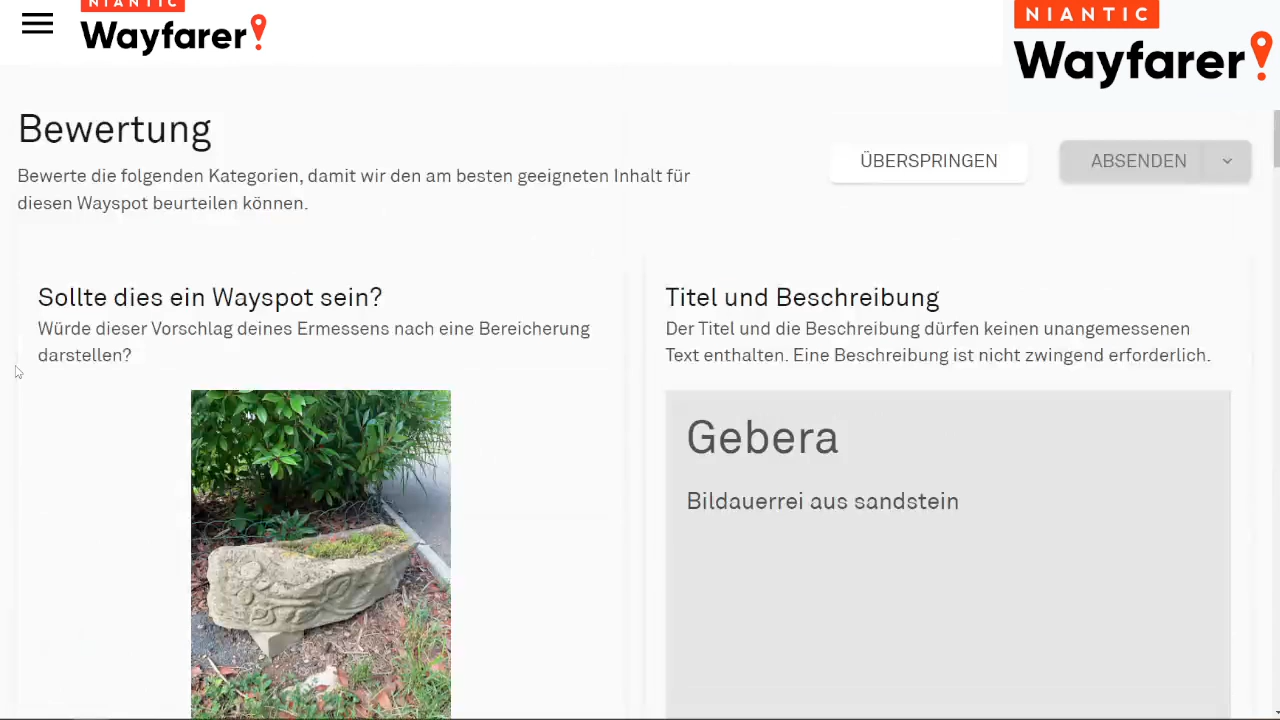 NIANTIC
Wayfarer
NIANTIC
Wayfarer
Bewertung
Bewerte die folgenden Kategorien, damit wir den am besten geeigneten Inhalt für
diesen Wayspot beurteilen können.
ÜBERSPRINGEN
ABSENDEN
Sollte dies ein Wayspot sein?
Würde dieser Vorschlag deines Ermessens nach eine Bereicherung
darstellen?
Titel und Beschreibung
Der Titel und die Beschreibung dürfen keinen unangemessenen
Text enthalten. Eine Beschreibung ist nicht zwingend erforderlich.
Gebera
Bildauerrei aus sandstein